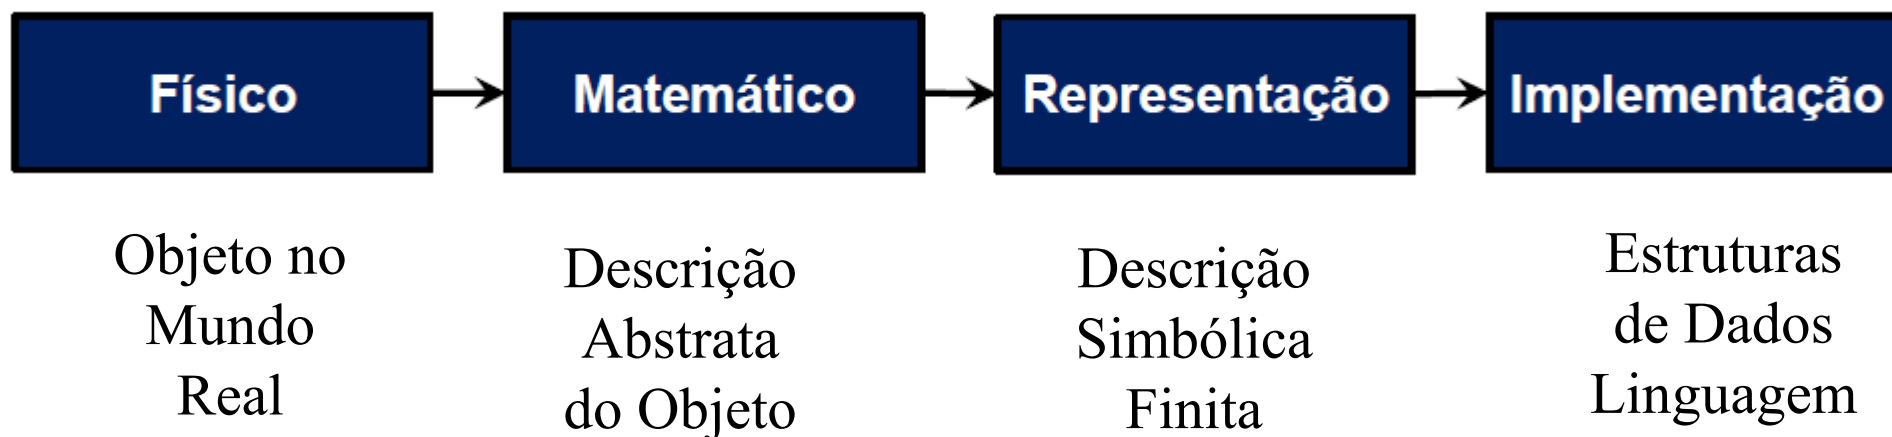 Físico
Matemático
Representação
Implementação
Objeto no
Mundo
Real
Descrição
Abstrata
do Objeto
Descrição
Simbólica
Finita
Estruturas
de Dados
Linguagem